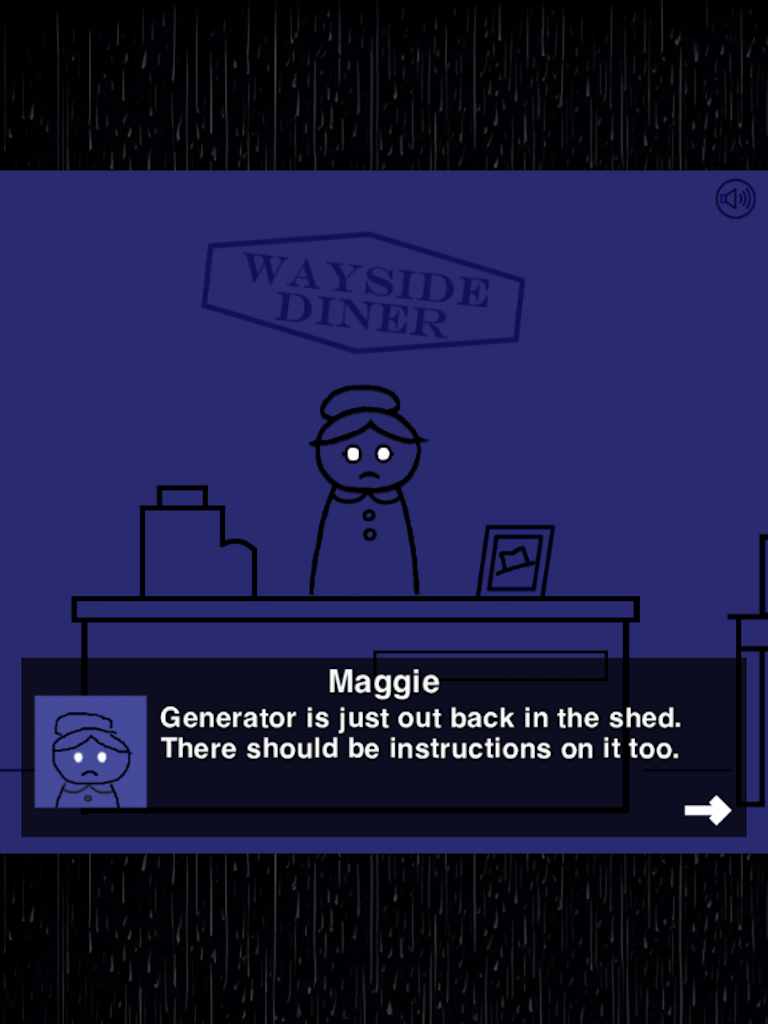 WAYSIDE
DINER
Maggie
Generator is just out back in the shed.
There should be instructions on it too.